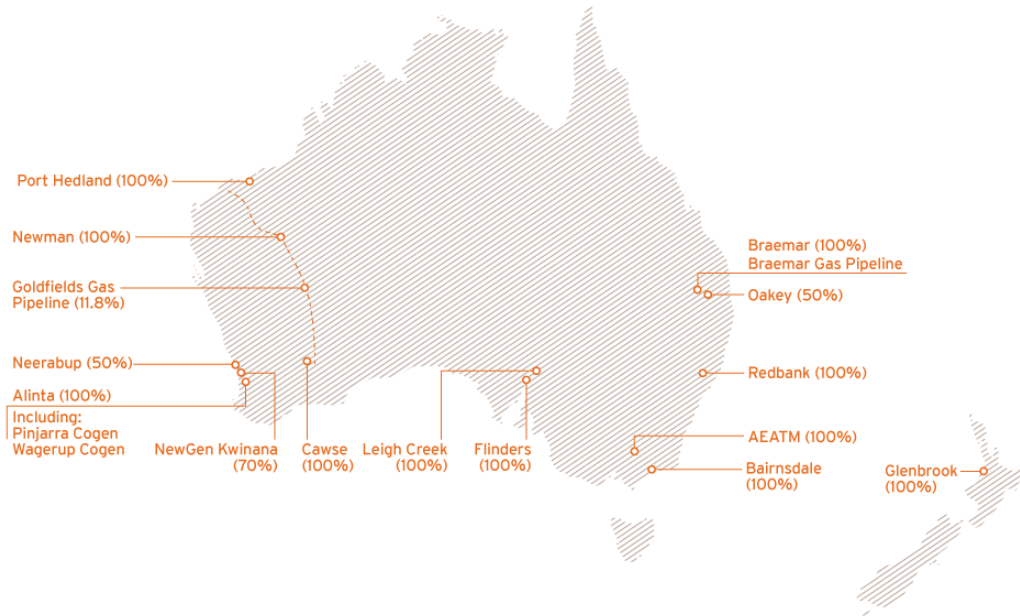 Port Hedland (100%)
Newman (100%)
Goldfields Gas
Pipeline (11.8%)
Neerabup (50%)
Alinta (100%)
Including:
Pinjarra Cogen
Wagerup Cogen
NewGen Kwinana
(70%)
Cawse
(100%)
Leigh Creek
(100%)
Flinders
(100%)
Braemar (100%)
Braemar Gas Pipeline
Oakey (50%)
Redbank (100%)
AEATM (100%)
Bairnsdale
(100%)
Glenbrook
(100%)